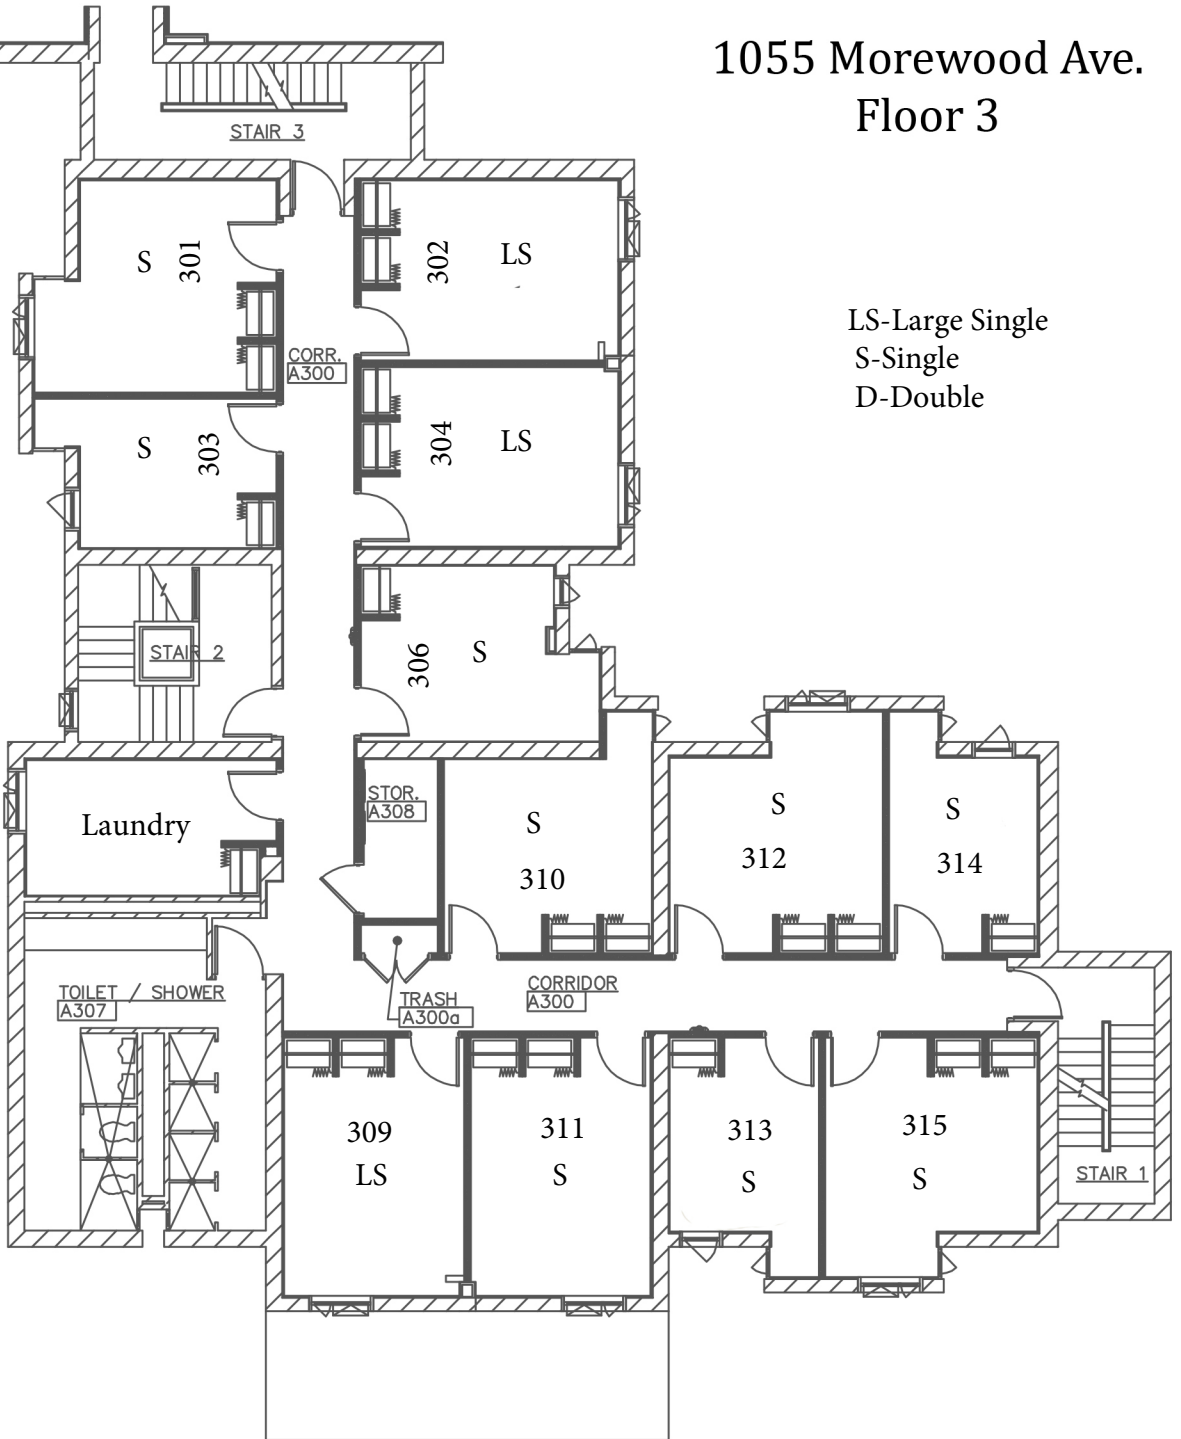 1055 Morewood Ave.
Floor 3
STAIR 3
S 301
302 LS
LS-Large Single
S-Single
D-Double
CORR.
A300
S 303
304 LS
STAIR 2
306 S
Laundry
STOR.
A308
S
310
S
312
S
314
TOILET / SHOWER
A307
TRASH
A300a
CORRIDOR
A300
309
LS
311
S
313
S
315
S
STAIR 1